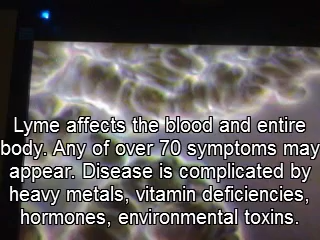 Lyme affects the blood and entire
body. Any of over 70 symptoms may
appear. Disease is complicated by
heavy metals, vitamin deficiencies,
hormones, environmental toxins.